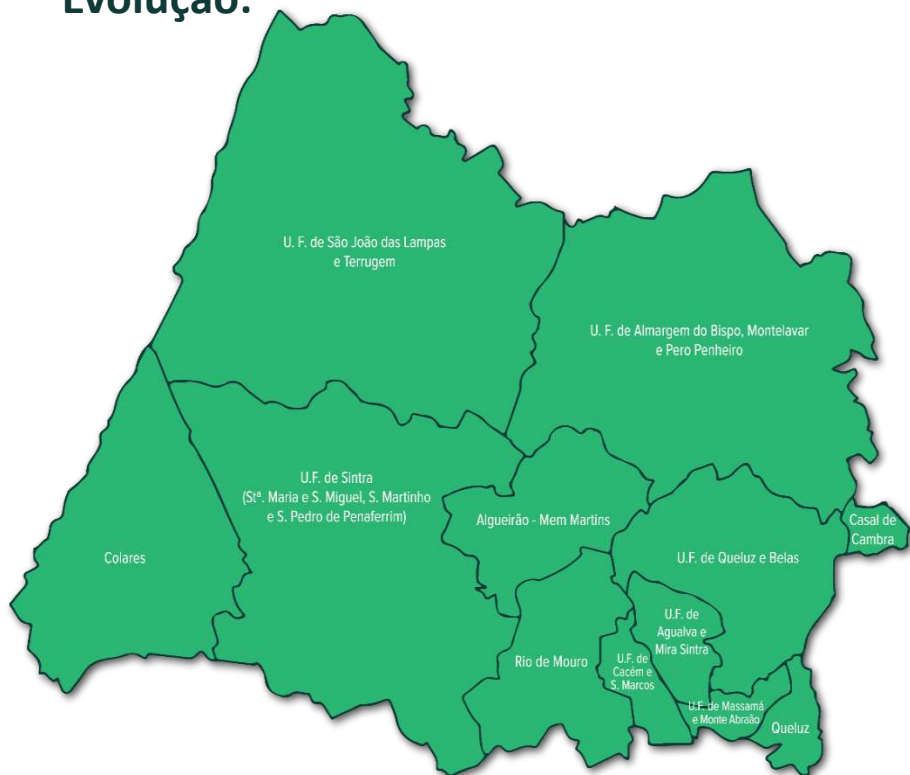 Evolução:
U. F. de São João das Lampas
e Terrugem
U. F. de Almargem do Bispo, Montelavar
e Pero Penheiro
U.F. de Sintra
(Stª. Maria e S. Miguel, S. Martinho
e S. Pedro de Penaferrim)
Algueirão - Mem Martins
Casal de
Cambra
Colares
U.F. de Queluz e Belas
U.F. de
Agualva e
Mira Sintra
Rio de Mouro
U.F. de
Cacém e
S. Marcos
U.F. de Massamá
e Monte Abraão
Queluz